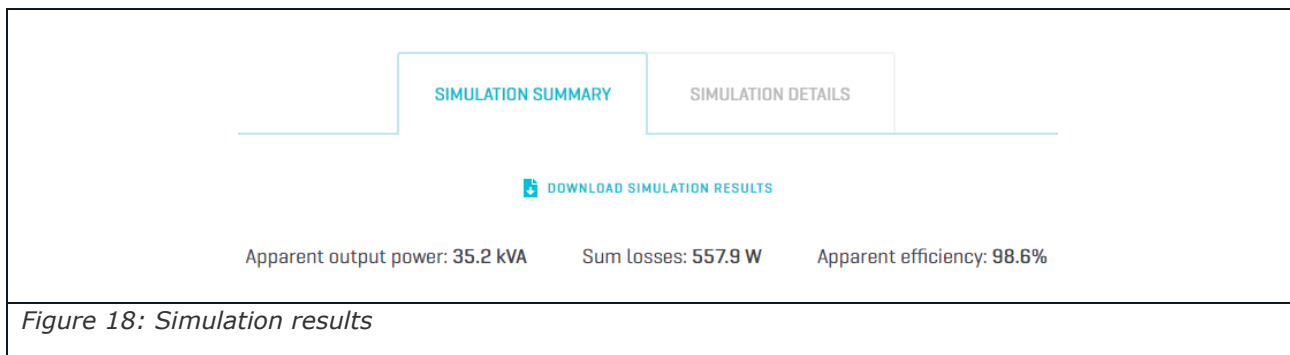 SIMULATION SUMMARY SIMULATION DETAILS
DOWNLOAD SIMULATION RESULTS
Apparent output power: 35.2 kVA Sum losses: 557.9 W Apparent efficiency: 98.6%
Figure 18: Simulation results